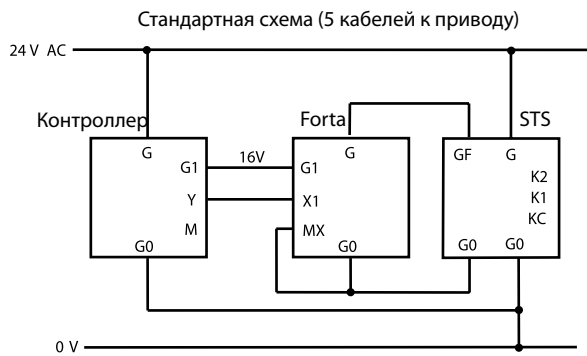 Стандартная схема (5 кабелей к приводу)
24 V AC
Контроллер
Forta
STS
G
G1
Y
M
G0
16V
G
G1
X1
MX
G0
GF
G
K2
K1
KC
G0
G0
0 V